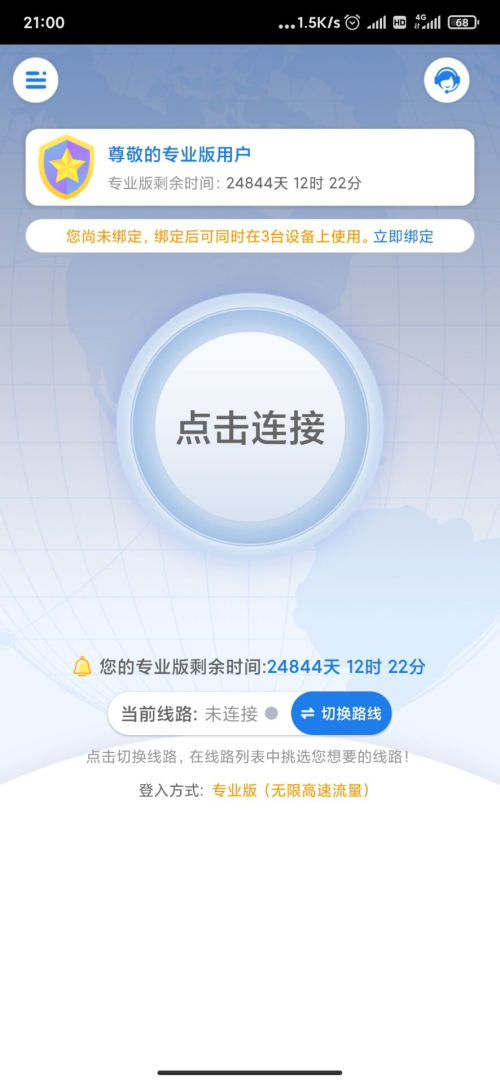 21:00
...1.5K/s HD 4G 68
尊敬的专业版用户
专业版剩余时间: 24844天 12时 22分
您尚未绑定, 绑定后可同时在3台设备上使用。立即绑定
点击连接
您的专业版剩余时间:24844天 12时 22分
当前线路: 未连接 切换路线
点击切换线路, 在线路列表中挑选您想要的线路!
登入方式: 专业版 (无限高速流量)